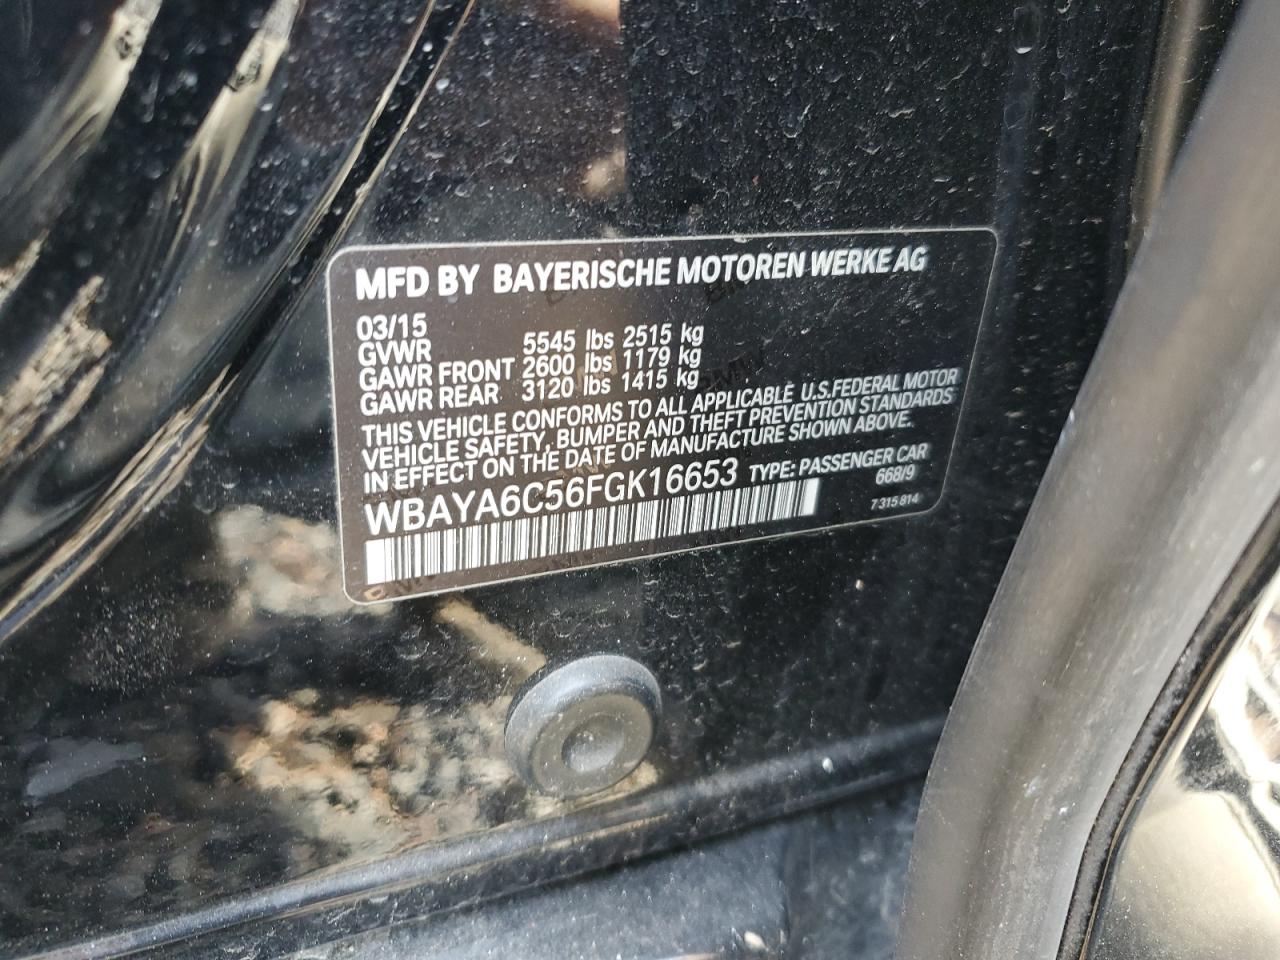 MFD BY BAYERISCHE MOTOREN WERKE AG
03/15
GVWR 5545 lbs 2515 kg
GAWR FRONT 2600 lbs 1179 kg
GAWR REAR 3120 lbs 1415 kg
THIS VEHICLE CONFORMS TO ALL APPLICABLE U.S.FEDERAL MOTOR
VEHICLE SAFETY, BUMPER AND THEFT PREVENTION STANDARDS
IN EFFECT ON THE DATE OF MANUFACTURE SHOWN ABOVE.
WBAYA6C56FGK16653 TYPE: PASSENGER CAR
668/9
7 315 814